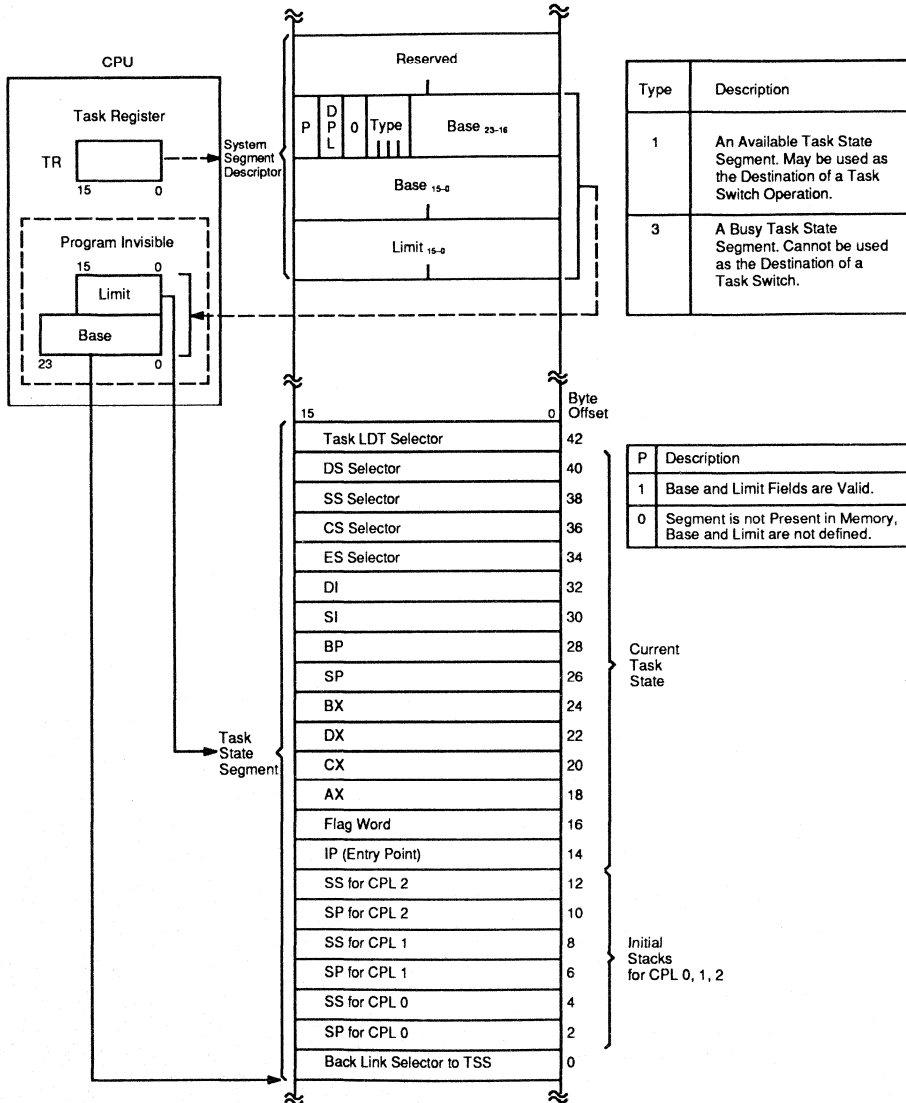 CPU
Task Register
TR
15 0
Program Invisible
15 0
Limit
Base
23 0
System
Segment
Descriptor
Reserved
P
D
P
L
0
Type
Base 23–16
Base 15–0
Limit 15–0
Type Description
1 An Available Task State
Segment. May be used as
the Destination of a Task
Switch Operation.
3 A Busy Task State
Segment. Cannot be used
as the Destination of a
Task Switch.
15 0
Byte
Offset
Task LDT Selector 42
DS Selector 40
SS Selector 38
CS Selector 36
ES Selector 34
DI 32
SI 30
BP 28
SP 26
BX 24
DX 22
CX 20
AX 18
Flag Word 16
IP (Entry Point) 14
SS for CPL 2 12
SP for CPL 2 10
SS for CPL 1 8
SP for CPL 1 6
SS for CPL 0 4
SP for CPL 0 2
Back Link Selector to TSS 0
Task
State
Segment
P Description
1 Base and Limit Fields are Valid.
0 Segment is not Present in Memory,
Base and Limit are not defined.
Current
Task
State
Initial
Stacks
for CPL 0, 1, 2